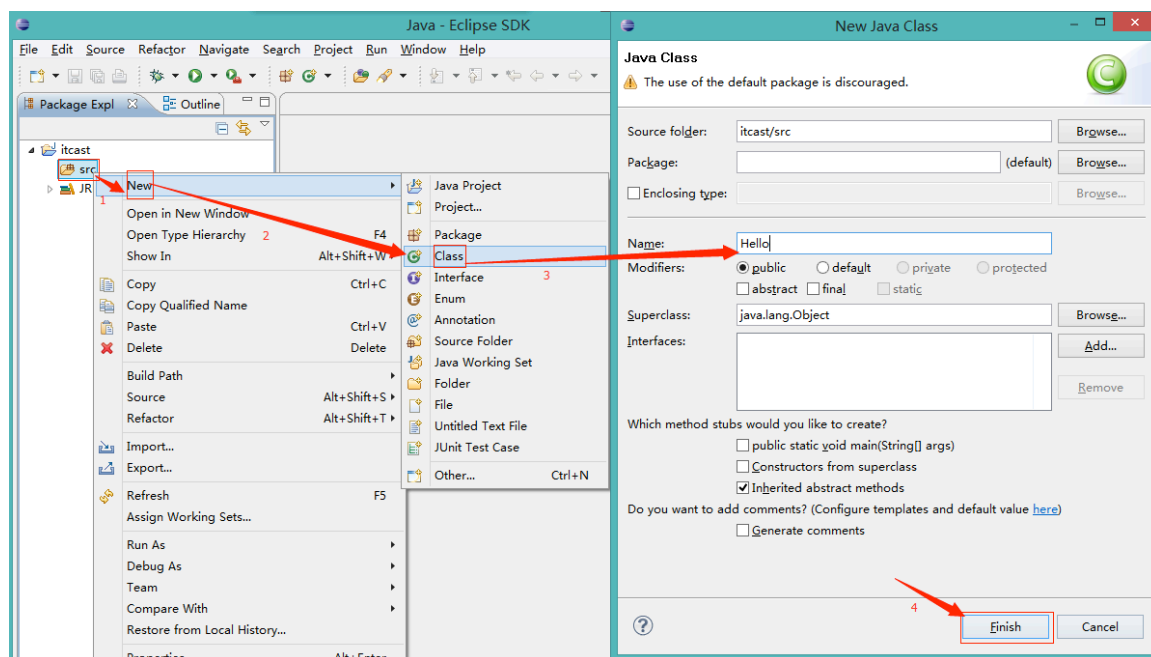 Java - Eclipse SDK
File Edit Source Refactor Navigate Search Project Run Window Help
Package Expl Outline
itcast
src
JR
1
New
Open in New Window
Open Type Hierarchy 2 F4
Show In Alt+Shift+W
Copy Ctrl+C
Copy Qualified Name
Paste Ctrl+V
Delete Delete
Build Path
Source Alt+Shift+S
Refactor Alt+Shift+T
Import...
Export...
Refresh F5
Assign Working Sets...
Run As
Debug As
Team
Compare With
Restore from Local History...
Properties Alt+Enter
Java Project
Project...
Package
Class
Interface 3
Enum
Annotation
Source Folder
Java Working Set
Folder
File
Untitled Text File
JUnit Test Case
Other... Ctrl+N
New Java Class
Java Class
The use of the default package is discouraged.
Source folder: itcast/src Browse...
Package: (default) Browse...
Enclosing type: Browse...
Name: Hello
Modifiers: public default private protected
abstract final static
Superclass: java.lang.Object Browse...
Interfaces: Add...
Remove
Which method stubs would you like to create?
public static void main(String[] args)
Constructors from superclass
Inherited abstract methods
Do you want to add comments? (Configure templates and default value here)
Generate comments
4
Finish Cancel